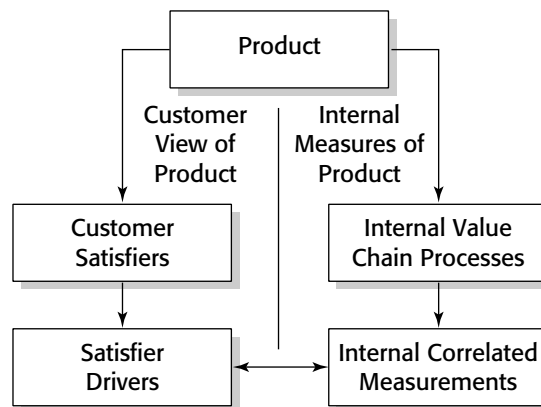 Product
Customer
View of
Product
Internal
Measures of
Product
Customer
Satisfiers
Internal Value
Chain Processes
Satisfier
Drivers
Internal Correlated
Measurements